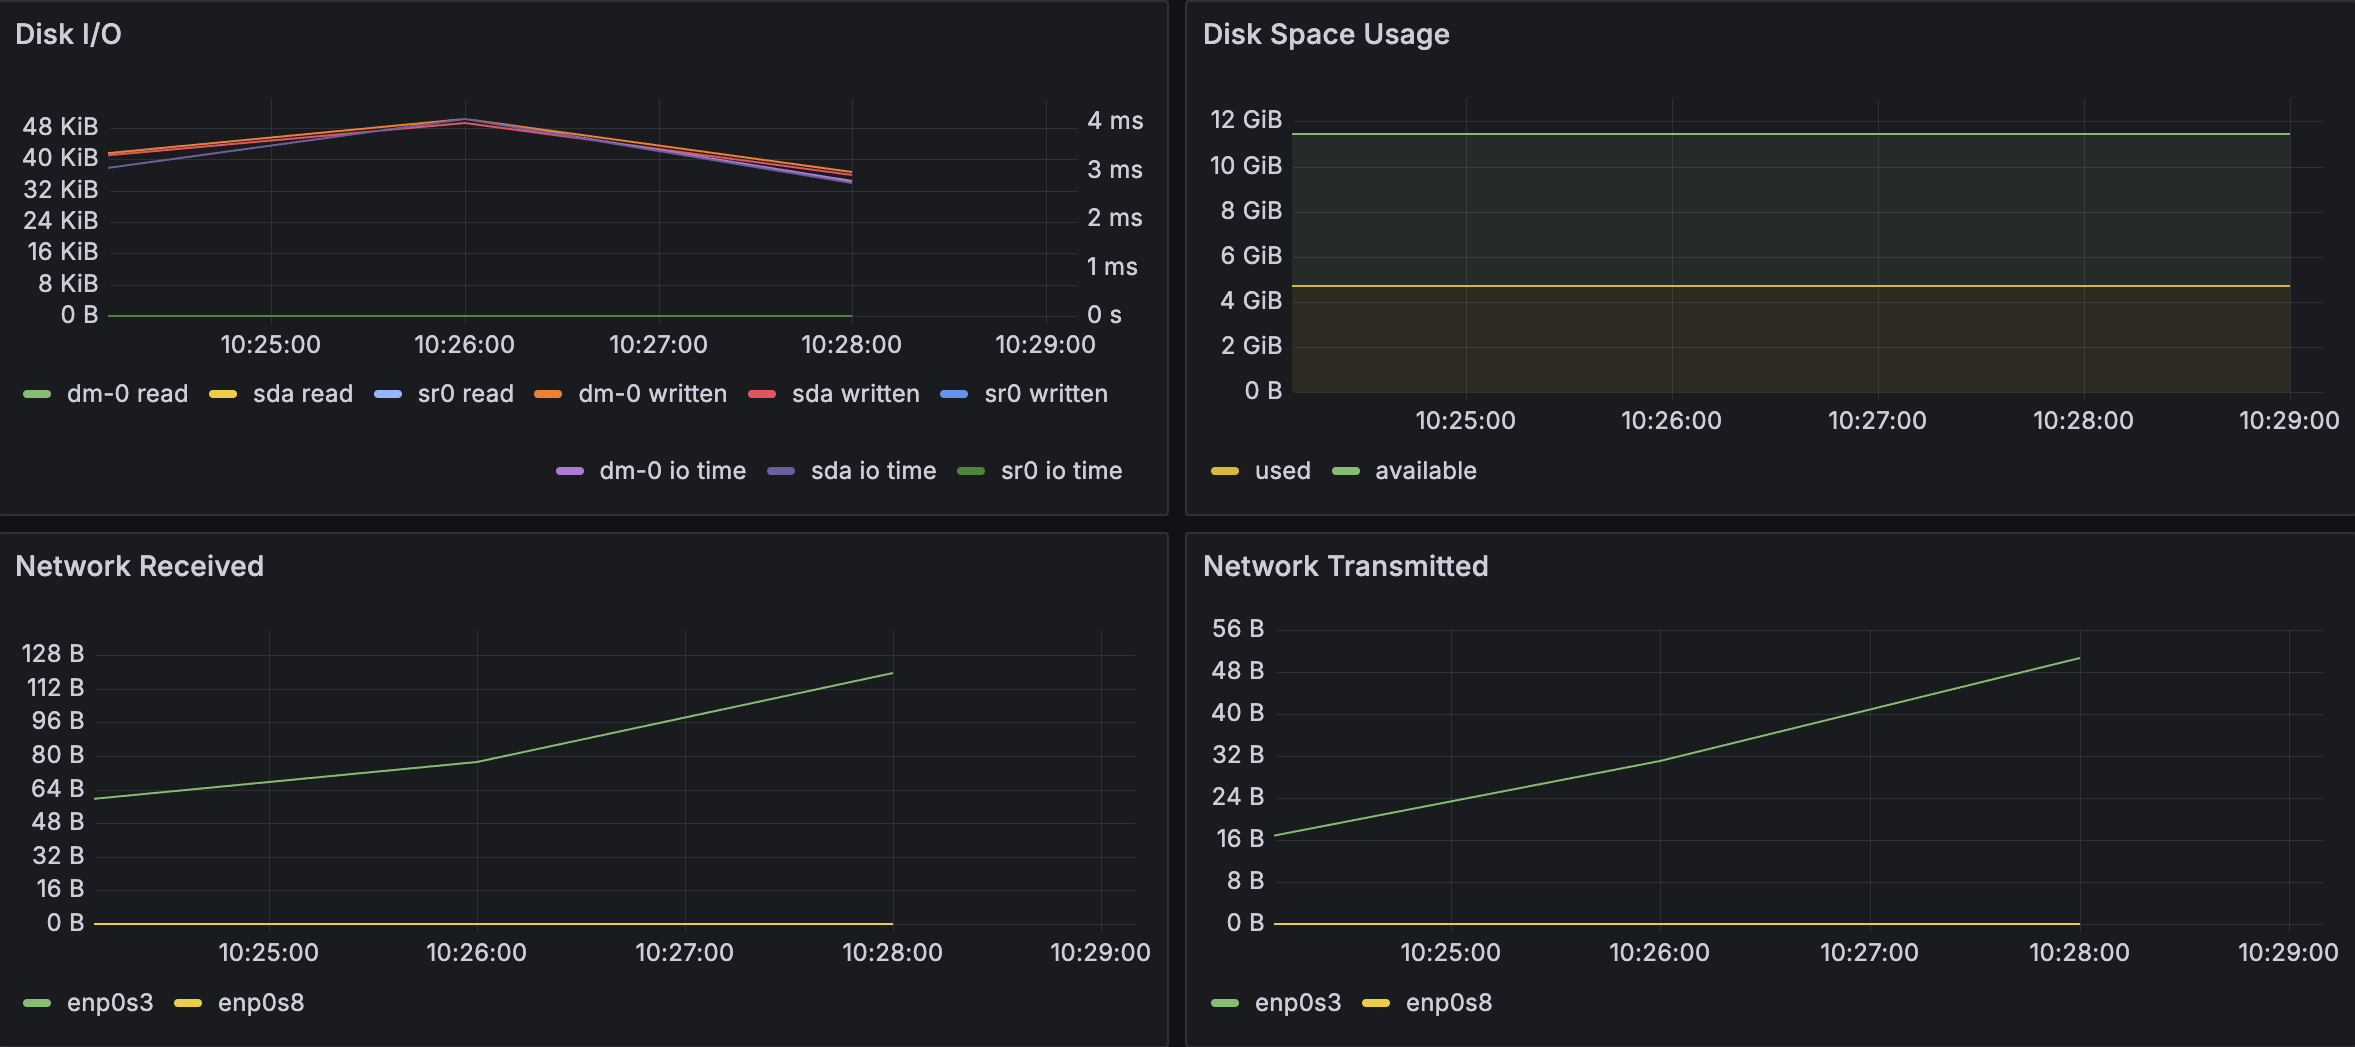 Disk I/O
48 KiB
40 KiB
32 KiB
24 KiB
16 KiB
8 KiB
0 B
4 ms
3 ms
2 ms
1 ms
0 s
10:25:00 10:26:00 10:27:00 10:28:00 10:29:00
dm-0 read sda read sr0 read dm-0 written sda written sr0 written
dm-0 io time sda io time sr0 io time
Disk Space Usage
12 GiB
10 GiB
8 GiB
6 GiB
4 GiB
2 GiB
0 B
10:25:00 10:26:00 10:27:00 10:28:00 10:29:00
used available
Network Received
128 B
112 B
96 B
80 B
64 B
48 B
32 B
16 B
0 B
10:25:00 10:26:00 10:27:00 10:28:00 10:29:00
enp0s3 enp0s8
Network Transmitted
56 B
48 B
40 B
32 B
24 B
16 B
8 B
0 B
10:25:00 10:26:00 10:27:00 10:28:00 10:29:00
enp0s3 enp0s8